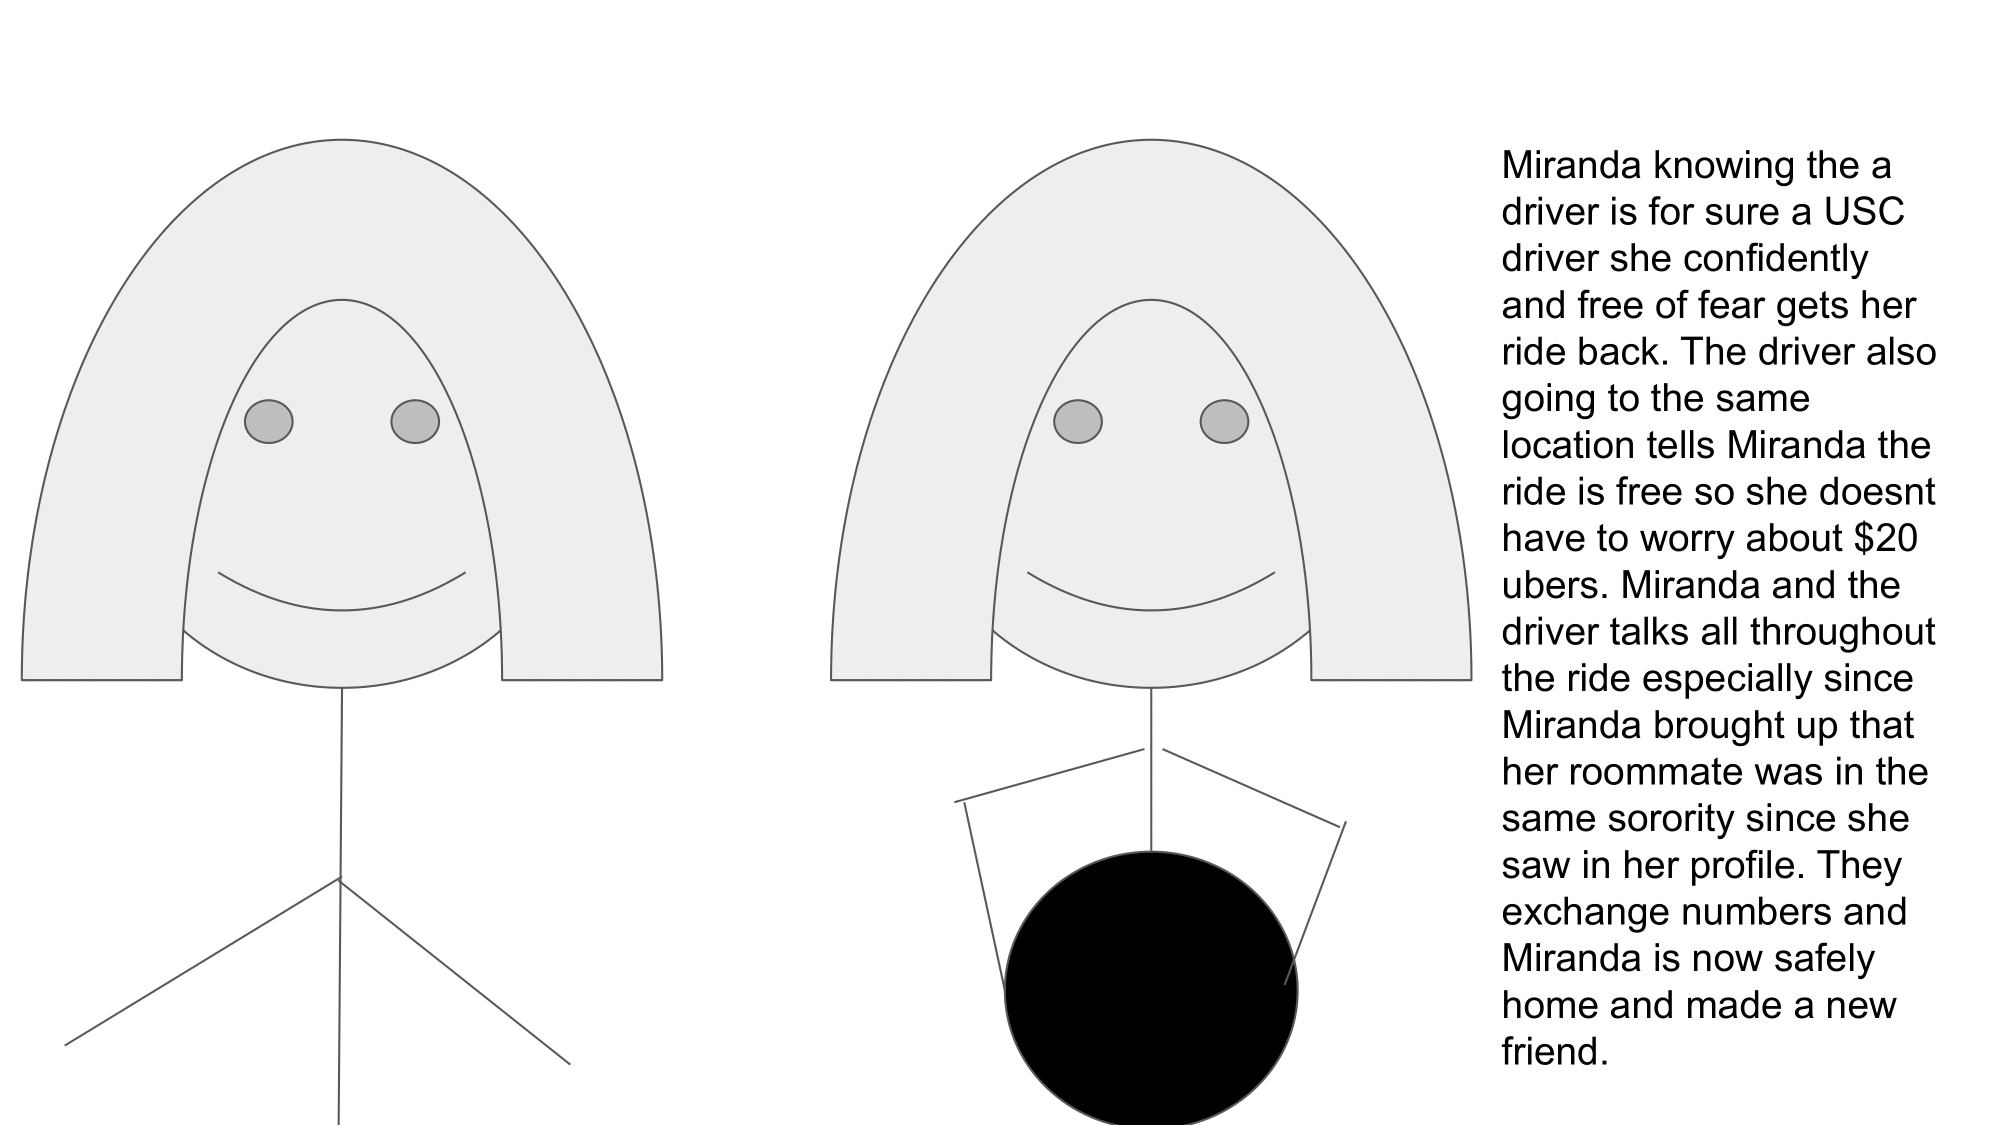 Miranda knowing the a
driver is for sure a USC
driver she confidently
and free of fear gets her
ride back. The driver also
going to the same
location tells Miranda the
ride is free so she doesnt
have to worry about $20
ubers. Miranda and the
driver talks all throughout
the ride especially since
Miranda brought up that
her roommate was in the
same sorority since she
saw in her profile. They
exchange numbers and
Miranda is now safely
home and made a new
friend.